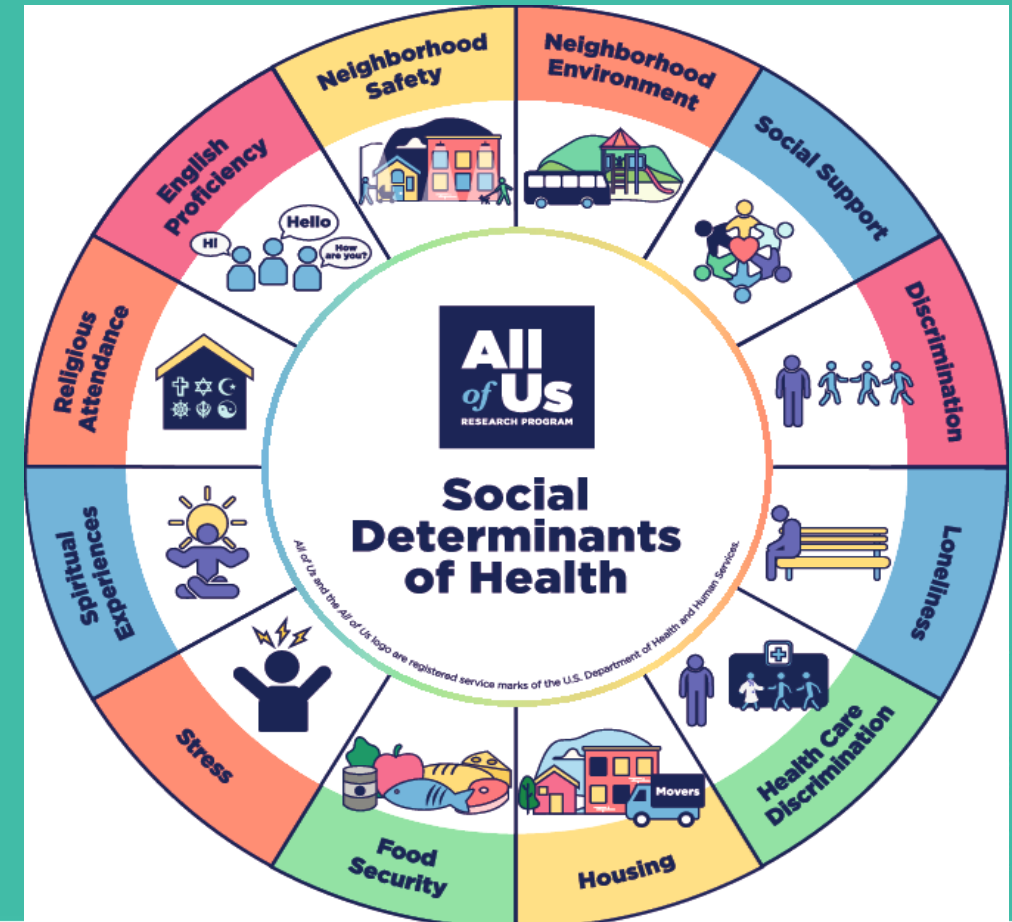 Neighborhood
Safety
Neighborhood
Environment
Social Support
Discrimination
Loneliness
Health Care
Discrimination
Housing
Movers
Food
Security
Stress
Spiritual
Experiences
Religious
Attendance
English
Proficiency
Hi
Hello
How
are you?
All
of Us
RESEARCH PROGRAM
Social
Determinants
of Health
All of Us and the All of Us logo are registered service marks of the U.S. Department of Health and Human Services.